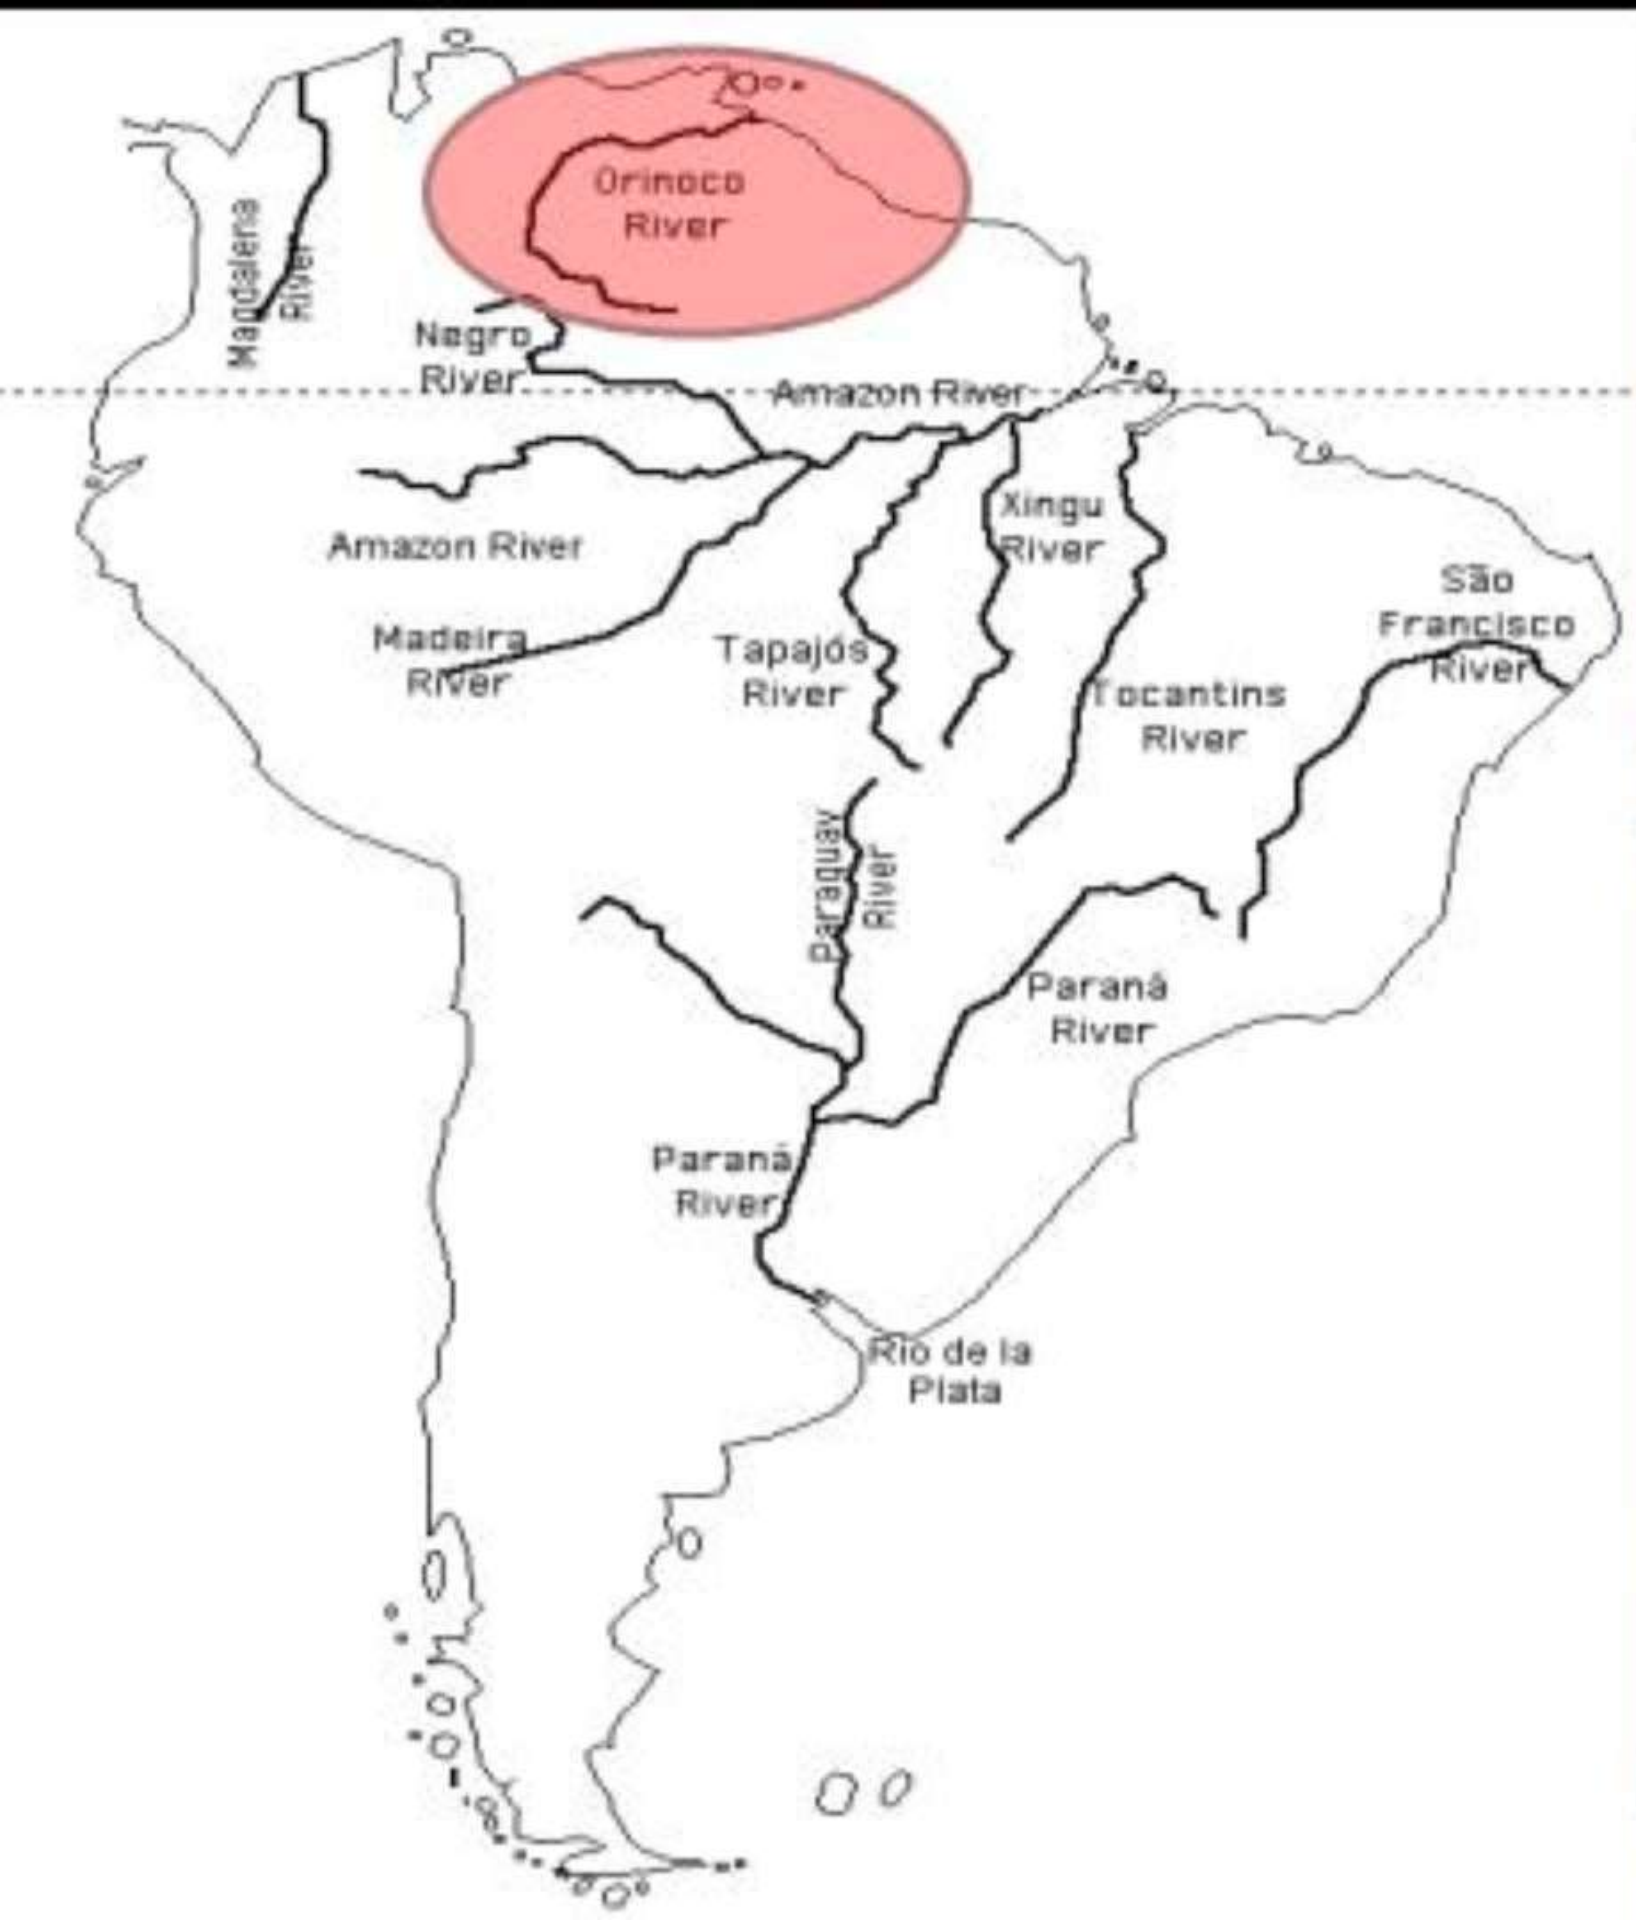 Orinoco
River
Magdalena
River
Negro
River
Amazon River
Amazon River
Xingu
River
São
Francisco
River
Madeira
River
Tapajós
River
Tocantins
River
Paraguay
River
Paraná
River
Paraná
River
Rio de la
Plata